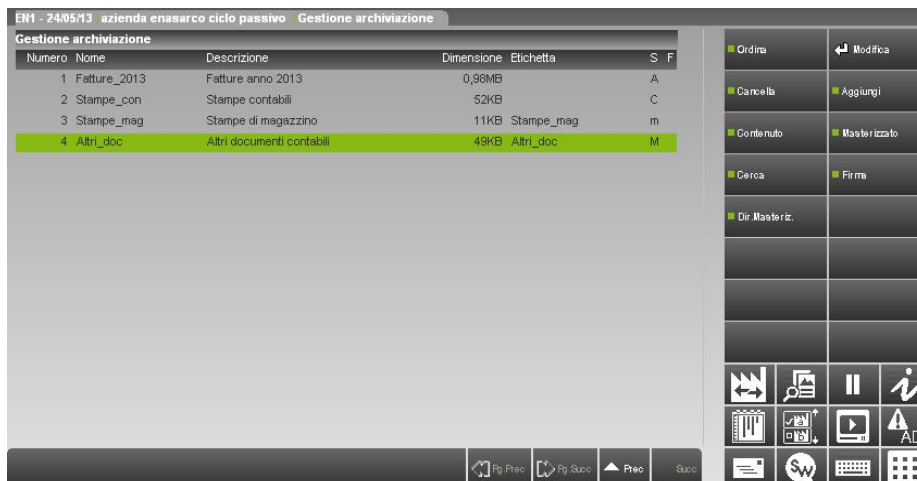 EN1 - 24/05/13 azienda enasarco ciclo passivo Gestione archiviazione
Gestione archiviazione
Numero Nome Descrizione Dimensione Etichetta S F
1 Fatture_2013 Fatture anno 2013 0,98MB A
2 Stampe_con Stampe contabili 52KB C
3 Stampe_mag Stampe di magazzino 11KB Stampe_mag m
4 Altri_doc Altri documenti contabili 49KB Altri_doc M
Ordina Modifica
Cancella Aggiungi
Contenuto Masterizzato
Cerca Firma
Dir.Masteriz.
i
AD
SW
Pg.Prec Pg.Succ Prec Succ